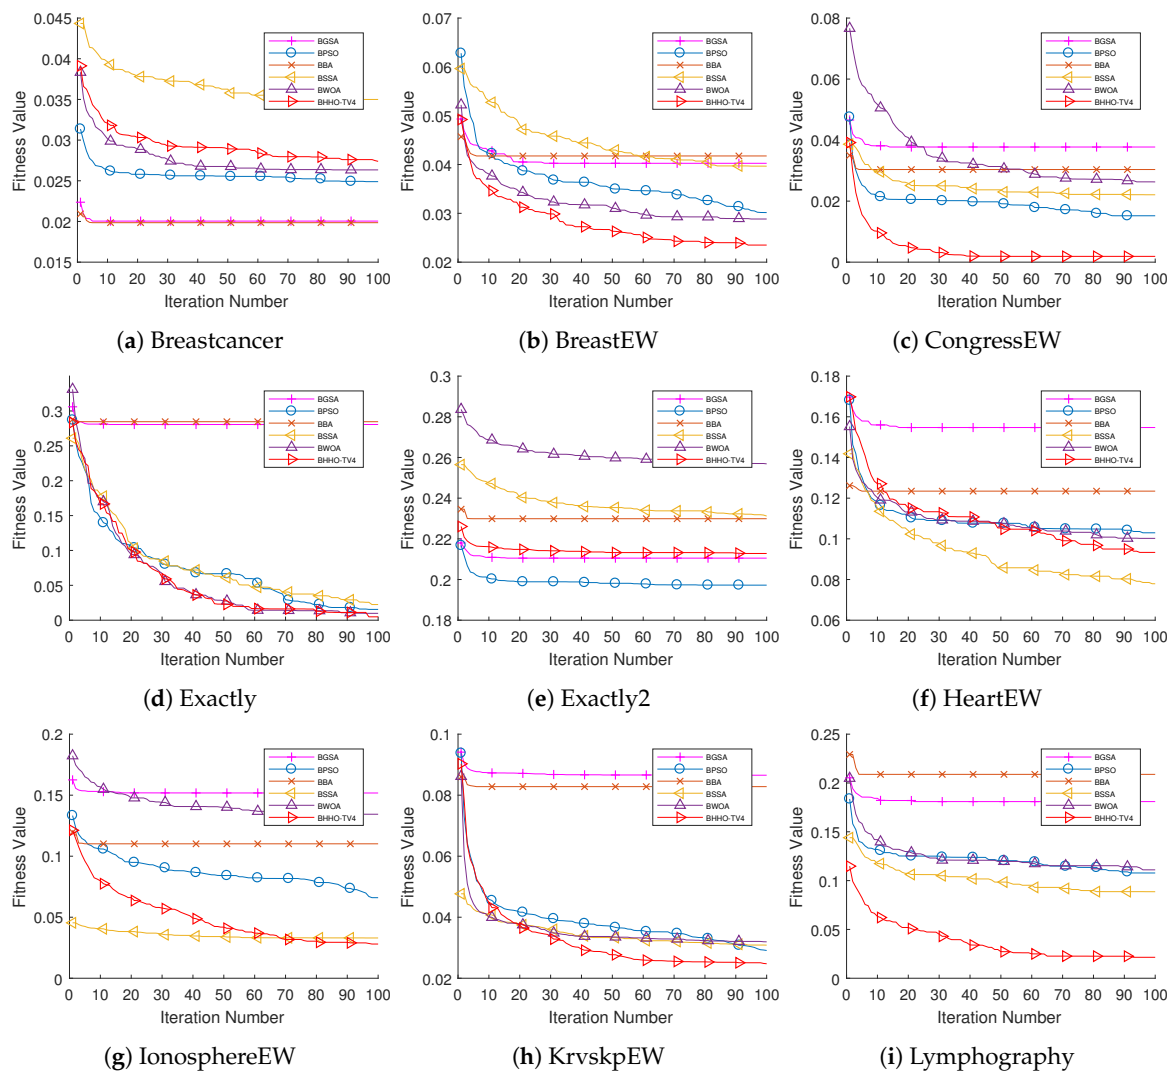 0.045
0.04
0.035
0.03
0.025
0.02
0.015
Fitness Value
BGSA
BPSO
BBA
BSSA
BWOA
BHHO-TV4
0 10 20 30 40 50 60 70 80 90 100
Iteration Number
(a) Breastcancer
0.07
0.06
0.05
0.04
0.03
0.02
Fitness Value
BGSA
BPSO
BBA
BSSA
BWOA
BHHO-TV4
0 10 20 30 40 50 60 70 80 90 100
Iteration Number
(b) BreastEW
0.08
0.06
0.04
0.02
0
Fitness Value
BGSA
BPSO
BBA
BSSA
BWOA
BHHO-TV4
0 10 20 30 40 50 60 70 80 90 100
Iteration Number
(c) CongressEW
0.3
0.25
0.2
0.15
0.1
0.05
0
Fitness Value
BGSA
BPSO
BBA
BSSA
BWOA
BHHO-TV4
0 10 20 30 40 50 60 70 80 90 100
Iteration Number
(d) Exactly
0.3
0.28
0.26
0.24
0.22
0.2
0.18
Fitness Value
BGSA
BPSO
BBA
BSSA
BWOA
BHHO-TV4
0 10 20 30 40 50 60 70 80 90 100
Iteration Number
(e) Exactly2
0.18
0.16
0.14
0.12
0.1
0.08
0.06
Fitness Value
BGSA
BPSO
BBA
BSSA
BWOA
BHHO-TV4
0 10 20 30 40 50 60 70 80 90 100
Iteration Number
(f) HeartEW
0.2
0.15
0.1
0.05
0
Fitness Value
BGSA
BPSO
BBA
BSSA
BWOA
BHHO-TV4
0 10 20 30 40 50 60 70 80 90 100
Iteration Number
(g) IonosphereEW
0.1
0.08
0.06
0.04
0.02
Fitness Value
BGSA
BPSO
BBA
BSSA
BWOA
BHHO-TV4
0 10 20 30 40 50 60 70 80 90 100
Iteration Number
(h) KrvskpEW
0.25
0.2
0.15
0.1
0.05
0
Fitness Value
BGSA
BPSO
BBA
BSSA
BWOA
BHHO-TV4
0 10 20 30 40 50 60 70 80 90 100
Iteration Number
(i) Lymphography